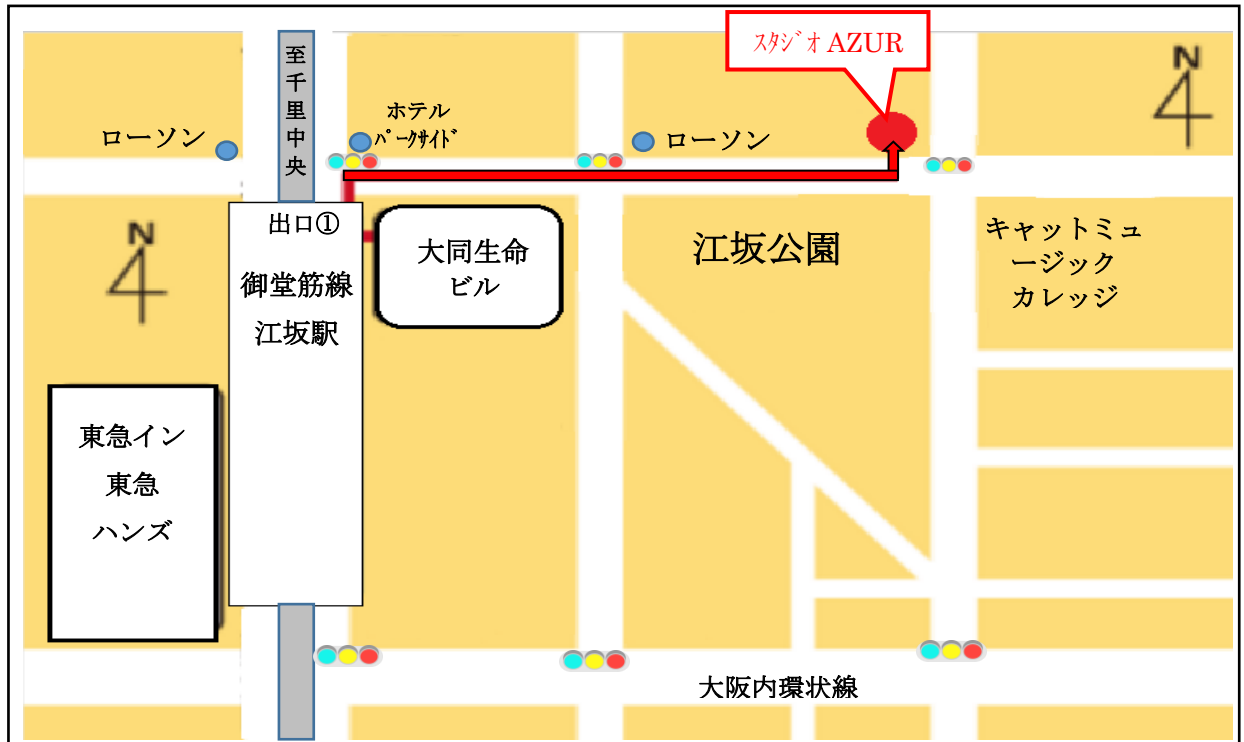 至
千
里
中
央
ｽﾀｼﾞｵ AZUR
N
ローソン
ホテル
ﾊﾟｰｸｻｲﾄﾞ
ローソン
出口①
御堂筋線
江坂駅
N
大同生命
ビル
江坂公園
キャットミュ
ージック
カレッジ
東急イン
東急
ハンズ
大阪内環状線